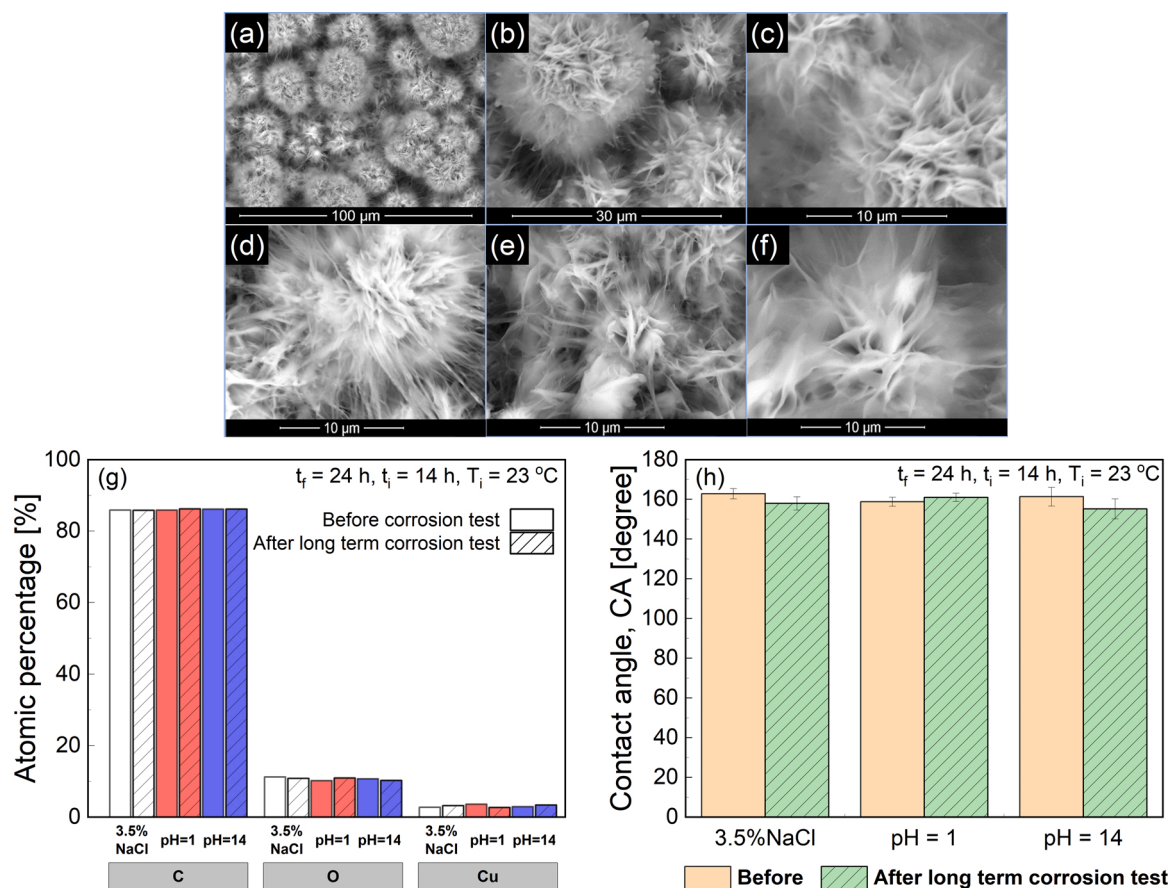 (a)
100 µm
(b)
30 µm
(c)
10 µm
(d)
10 µm
(e)
10 µm
(f)
10 µm
(g)
t_f = 24 h, t_i = 14 h, T_i = 23 °C
Before corrosion test
After long term corrosion test
Atomic percentage [%]
100
80
60
40
20
0
3.5% NaCl pH=1 pH=14
3.5% NaCl pH=1 pH=14
3.5% NaCl pH=1 pH=14
C
O
Cu
(h)
t_f = 24 h, t_i = 14 h, T_i = 23 °C
Contact angle, CA [degree]
180
160
140
120
100
80
60
40
20
0
3.5%NaCl
pH = 1
pH = 14
Before
After long term corrosion test